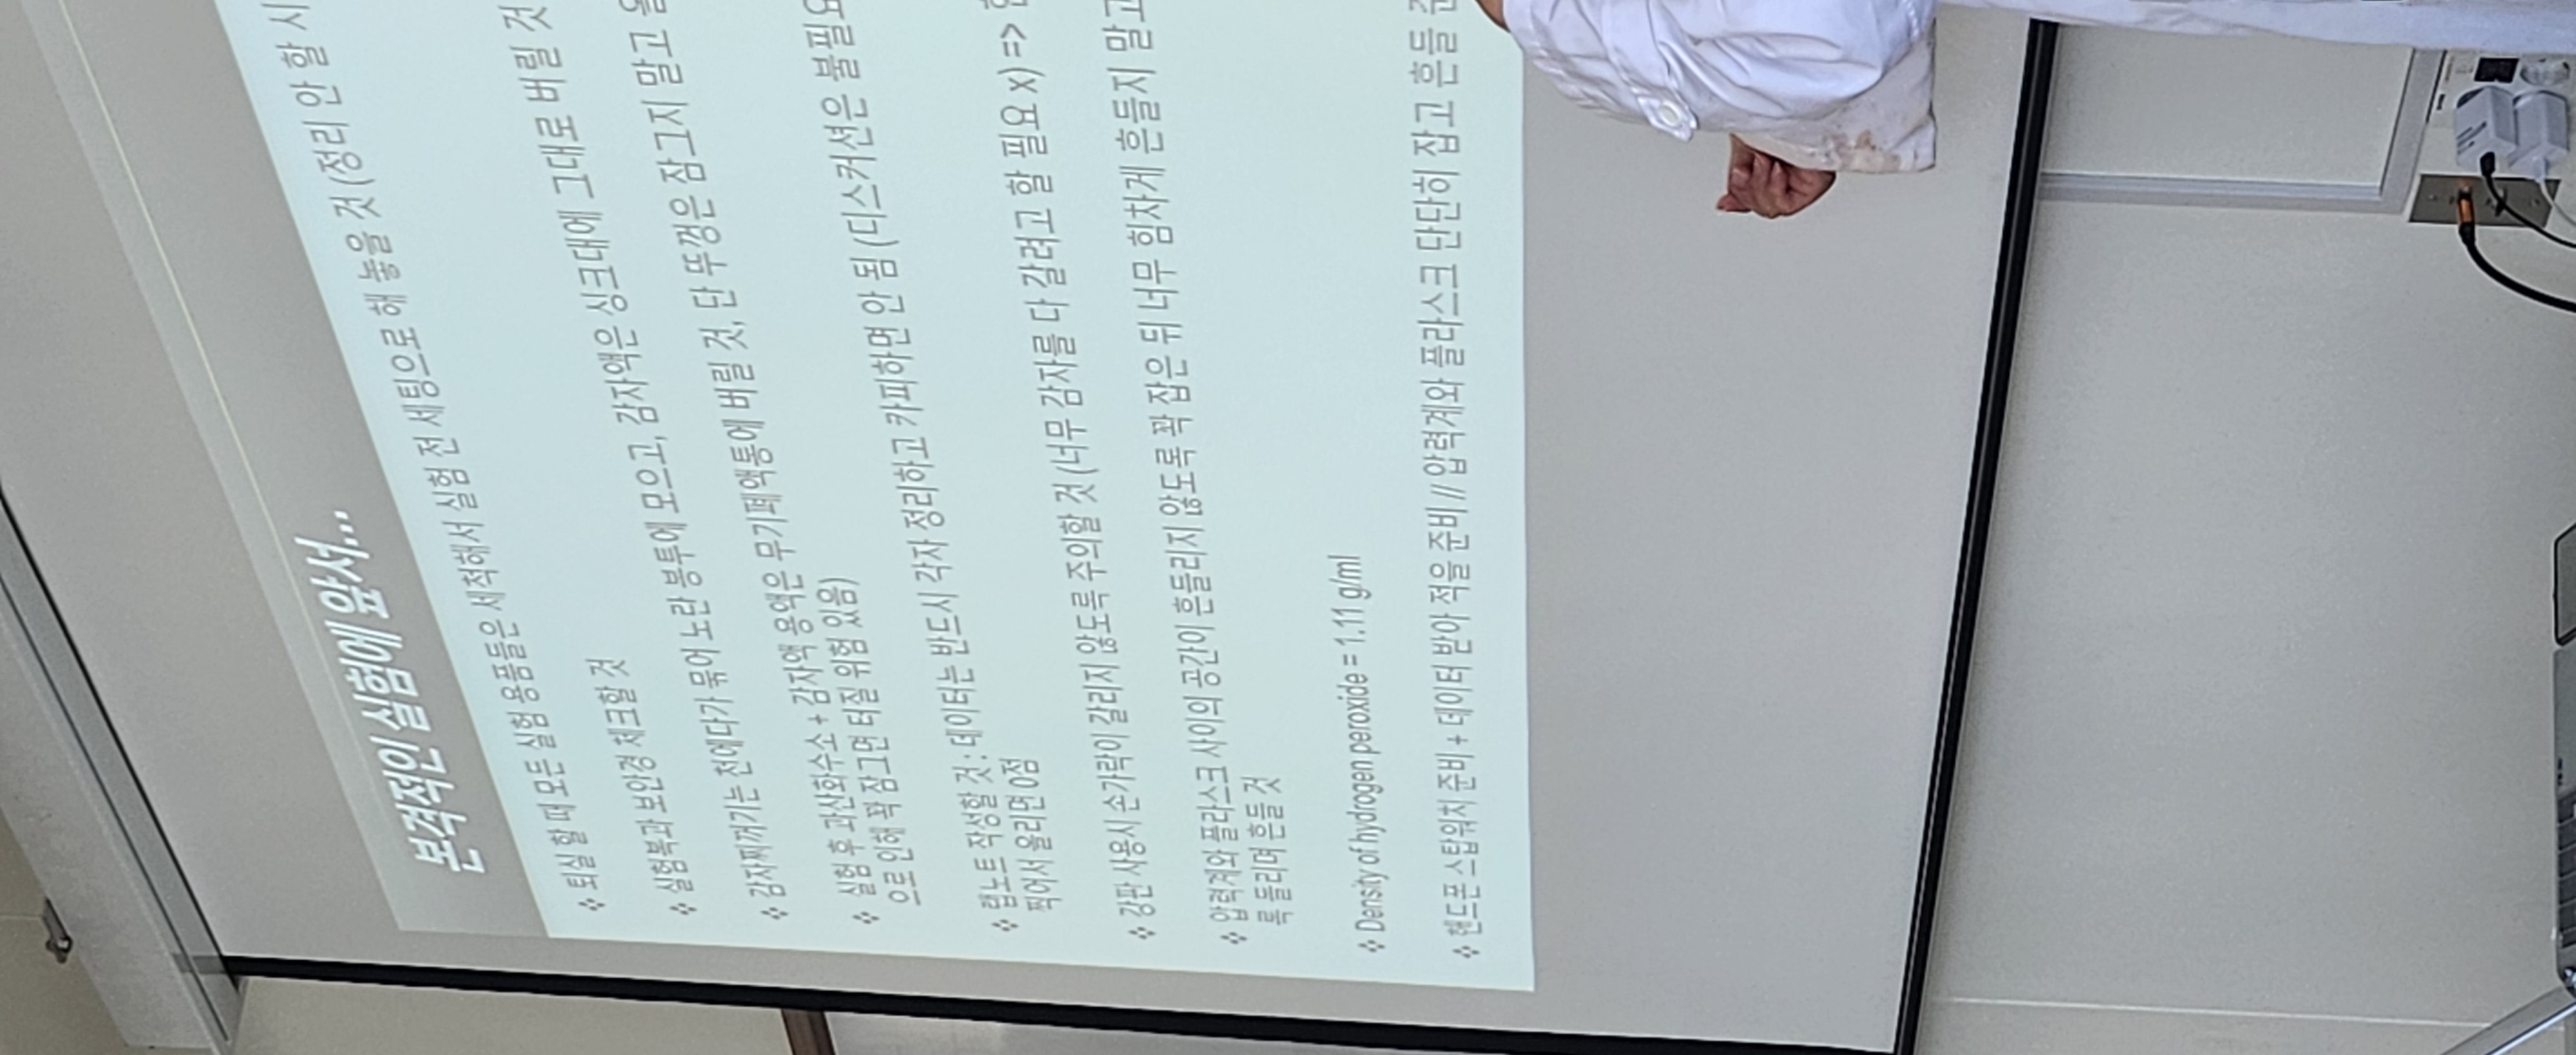 본격적인 실험에 앞서...
❖ 퇴실 할 때 모든 실험 용품들은 세척해서 실험 전 세팅으로 해 놓을 것 (정리 안 할 시
❖ 실험복과 보안경 체크할 것
❖ 감자찌꺼기는 천에다가 묶어 노란 봉투에 모으고, 감자액은 싱크대에 그대로 버릴 것
❖ 실험 후 과산화수소 + 감자액 용액은 무기폐액통에 버릴 것, 단 뚜껑은 잠그지 말고
으로 인해 꽉 잠그면 터질 위험 있음)
❖ 랩노트 작성할 것 : 데이터는 반드시 각자 정리하고 카피하면 안 됨 (디스커션은 불필요
찍어서 올리면 0점
❖ 강판 사용시 손가락이 갈리지 않도록 주의할 것 (너무 감자를 다 갈려고 할 필요 x) =>
❖ 압력계와 플라스크 사이의 공간이 흔들리지 않도록 꽉 잡은 뒤 너무 힘차게 흔들지 말고
록 들리며 흔들 것
❖ Density of hydrogen peroxide = 1.11 g/ml
❖ 핸드폰 스탑워치 준비 + 데이터 받아 적을 준비 // 압력계와 플라스크 단단히 잡고 흔들